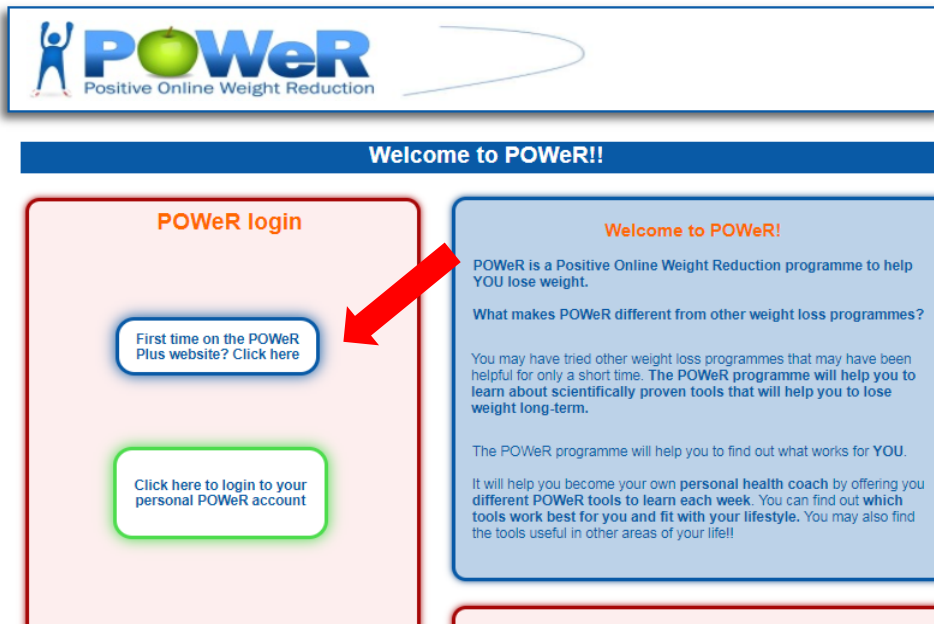 POWeR
Positive Online Weight Reduction
Welcome to POWeR!!
POWeR login
First time on the POWeR
Plus website? Click here
Click here to login to your
personal POWeR account
Welcome to POWeR!
POWeR is a Positive Online Weight Reduction programme to help
YOU lose weight.
What makes POWeR different from other weight loss programmes?
You may have tried other weight loss programmes that may have been
helpful for only a short time. The POWeR programme will help you to
learn about scientifically proven tools that will help you to lose
weight long-term.
The POWeR programme will help you to find out what works for YOU.
It will help you become your own personal health coach by offering you
different POWeR tools to learn each week. You can find out which
tools work best for you and fit with your lifestyle. You may also find
the tools useful in other areas of your life!!